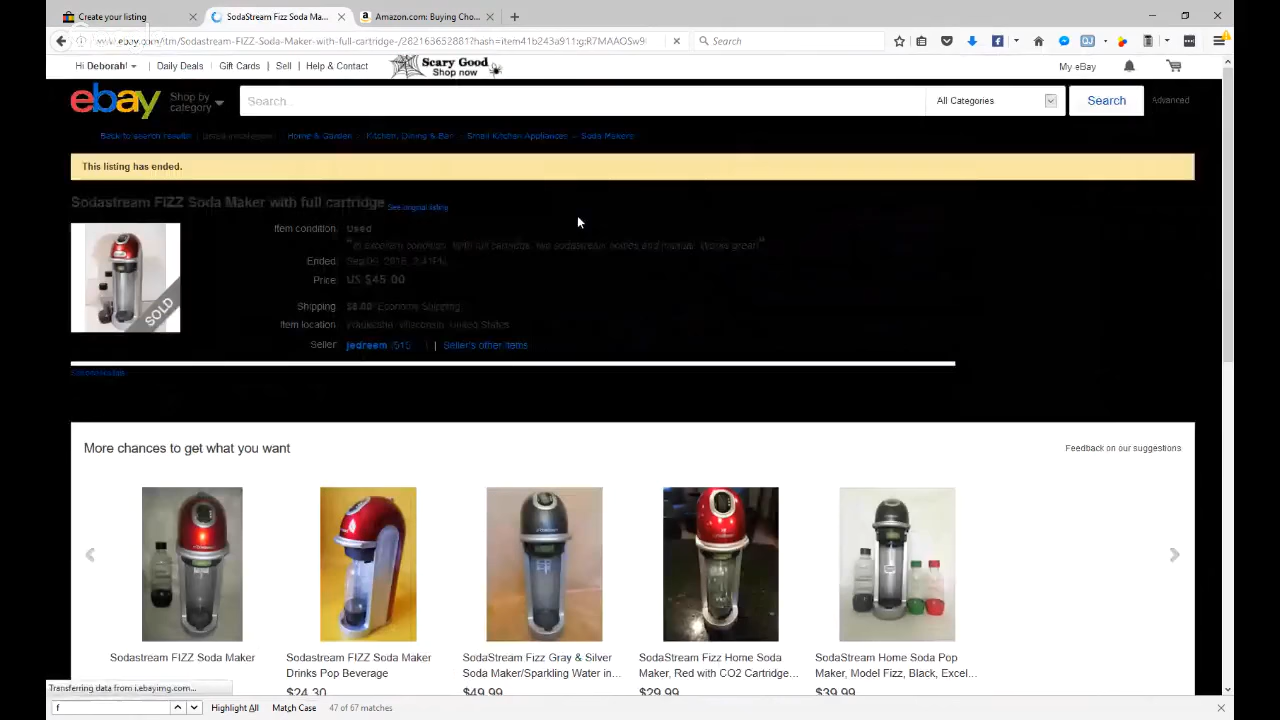 Create your listing
SodaStream Fizz Soda Ma...
Amazon.com: Buying Cho...
www.ebay.com/itm/Sodastream-FIZZ-Soda-Maker-with-full-cartridge-/282163652881?hash=item41b243a911:g:R7MAAOSw9
Search
Hi Deborah!
Daily Deals
Gift Cards
Sell
Help & Contact
Scary Good
Shop now
My eBay
ebay
Shop by
category
Search...
All Categories
Search
Advanced
Back to search results
Home & Garden
Kitchen, Dining & Bar
Small Kitchen Appliances
Soda Makers
This listing has ended.
Sodastream FIZZ Soda Maker with full cartridge
See original listing
Item condition: Used
"In excellent condition. With full cartridge, two sodastream bottles and manual. Works great!"
Ended:
Price: US $45.00
Shipping: Economy Shipping
Item location: Wisconsin, United States
Seller: jedreem | Seller's other items
SOLD
More chances to get what you want
Feedback on our suggestions
Sodastream FIZZ Soda Maker
Sodastream FIZZ Soda Maker
Drinks Pop Beverage
$24.30
SodaStream Fizz Gray & Silver
Soda Maker/Sparkling Water in...
$49.99
SodaStream Fizz Home Soda
Maker, Red with CO2 Cartridge...
$29.99
SodaStream Home Soda Pop
Maker, Model Fizz, Black, Excel...
$39.99
Transferring data from i.ebayimg.com...
f
Highlight All
Match Case
47 of 67 matches